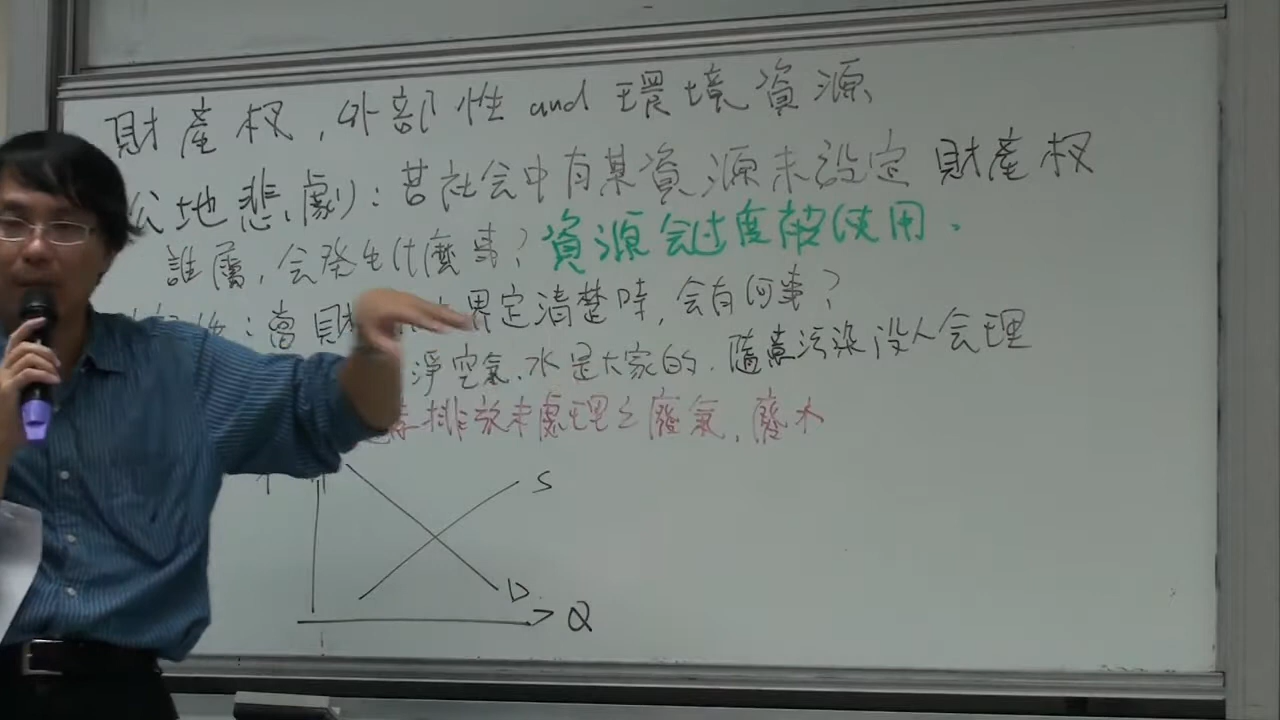 財產权,外部性 and 環境資源
公地悲劇:若社会中有某資源未設定財產权
誰屬,会發生什麼事?資源会过度被使用.
:當財 界定清楚時,会有何事?
淨空氣、水是大家的.隨意污染没人会理
排放未處理之廢氣,廢水
S
D
Q